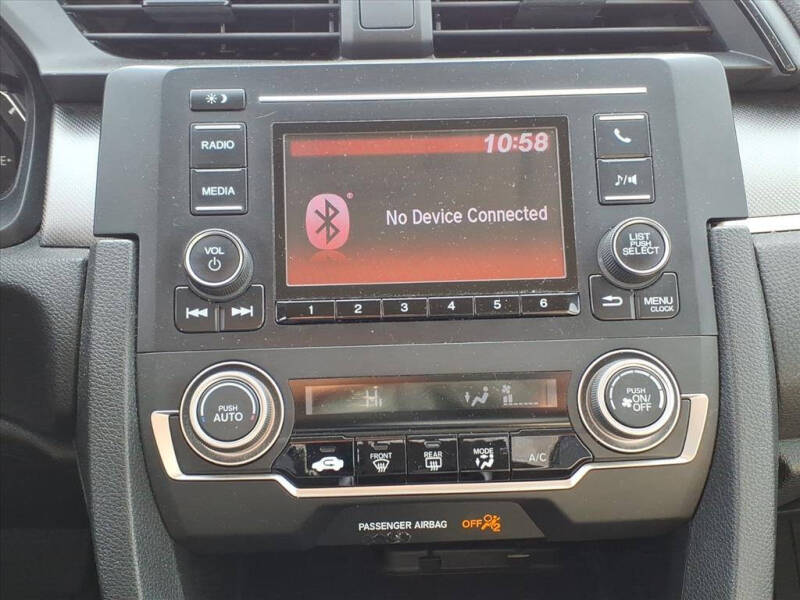 10:58
RADIO
MEDIA
®
No Device Connected
VOL
LIST
PUSH
SELECT
1 2 3 4 5 6
MENU
CLOCK
PUSH
AUTO
PUSH
ON/
OFF
FRONT
REAR
MODE
A/C
PASSENGER AIRBAG OFF 2
E